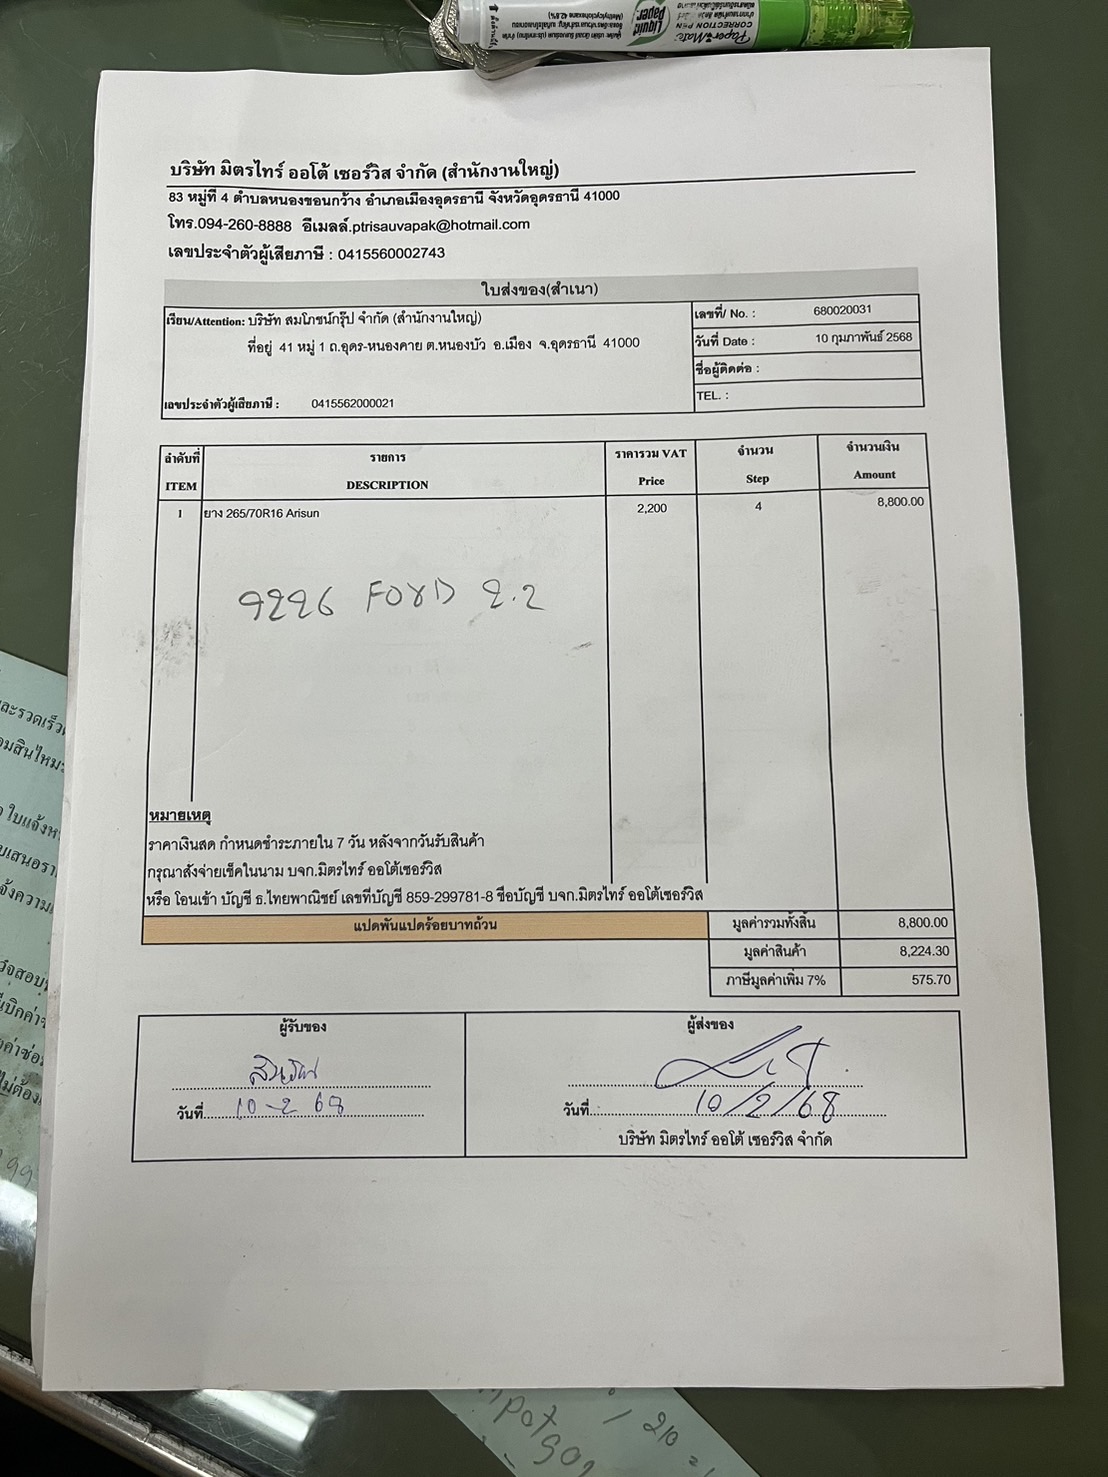 Paper Mate
CORRECTION PEN
Liquid Paper
บริษัท มิตรไทร์ ออโต้ เซอร์วิส จำกัด (สำนักงานใหญ่)
83 หมู่ที่ 4 ตำบลหนองขอนกว้าง อำเภอเมืองอุดรธานี จังหวัดอุดรธานี 41000
โทร.094-260-8888 อีเมลล์.ptrisauvapak@hotmail.com
เลขประจำตัวผู้เสียภาษี : 0415560002743
ใบส่งของ(สำเนา)
เรียน/Attention: บริษัท สมโภชน์กรุ๊ป จำกัด (สำนักงานใหญ่)
ที่อยู่ 41 หมู่ 1 ถ.อุดร-หนองคาย ต.หนองบัว อ.เมือง จ.อุดรธานี 41000
เลขประจำตัวผู้เสียภาษี : 0415562000021
เลขที่/ No. : 680020031
วันที่ Date : 10 กุมภาพันธ์ 2568
ชื่อผู้ติดต่อ :
TEL. :
ลำดับที่ รายการ ราคารวม VAT จำนวน จำนวนเงิน
ITEM DESCRIPTION Price Step Amount
1 ยาง 265/70R16 Arisun 2,200 4 8,800.00
9226 FORD 2.2
หมายเหตุ
ราคาเงินสด กำหนดชำระภายใน 7 วัน หลังจากวันรับสินค้า
กรุณาสั่งจ่ายเช็คในนาม บจก.มิตรไทร์ ออโต้เซอร์วิส
หรือ โอนเข้า บัญชี ธ.ไทยพาณิชย์ เลขที่บัญชี 859-299781-8 ชื่อบัญชี บจก.มิตรไทร์ ออโต้เซอร์วิส
แปดพันแปดร้อยบาทถ้วน มูลค่ารวมทั้งสิ้น 8,800.00
มูลค่าสินค้า 8,224.30
ภาษีมูลค่าเพิ่ม 7% 575.70
ผู้รับของ ผู้ส่งของ
วันที่ 10-2 68 วันที่ 10/2/68
บริษัท มิตรไทร์ ออโต้ เซอร์วิส จำกัด